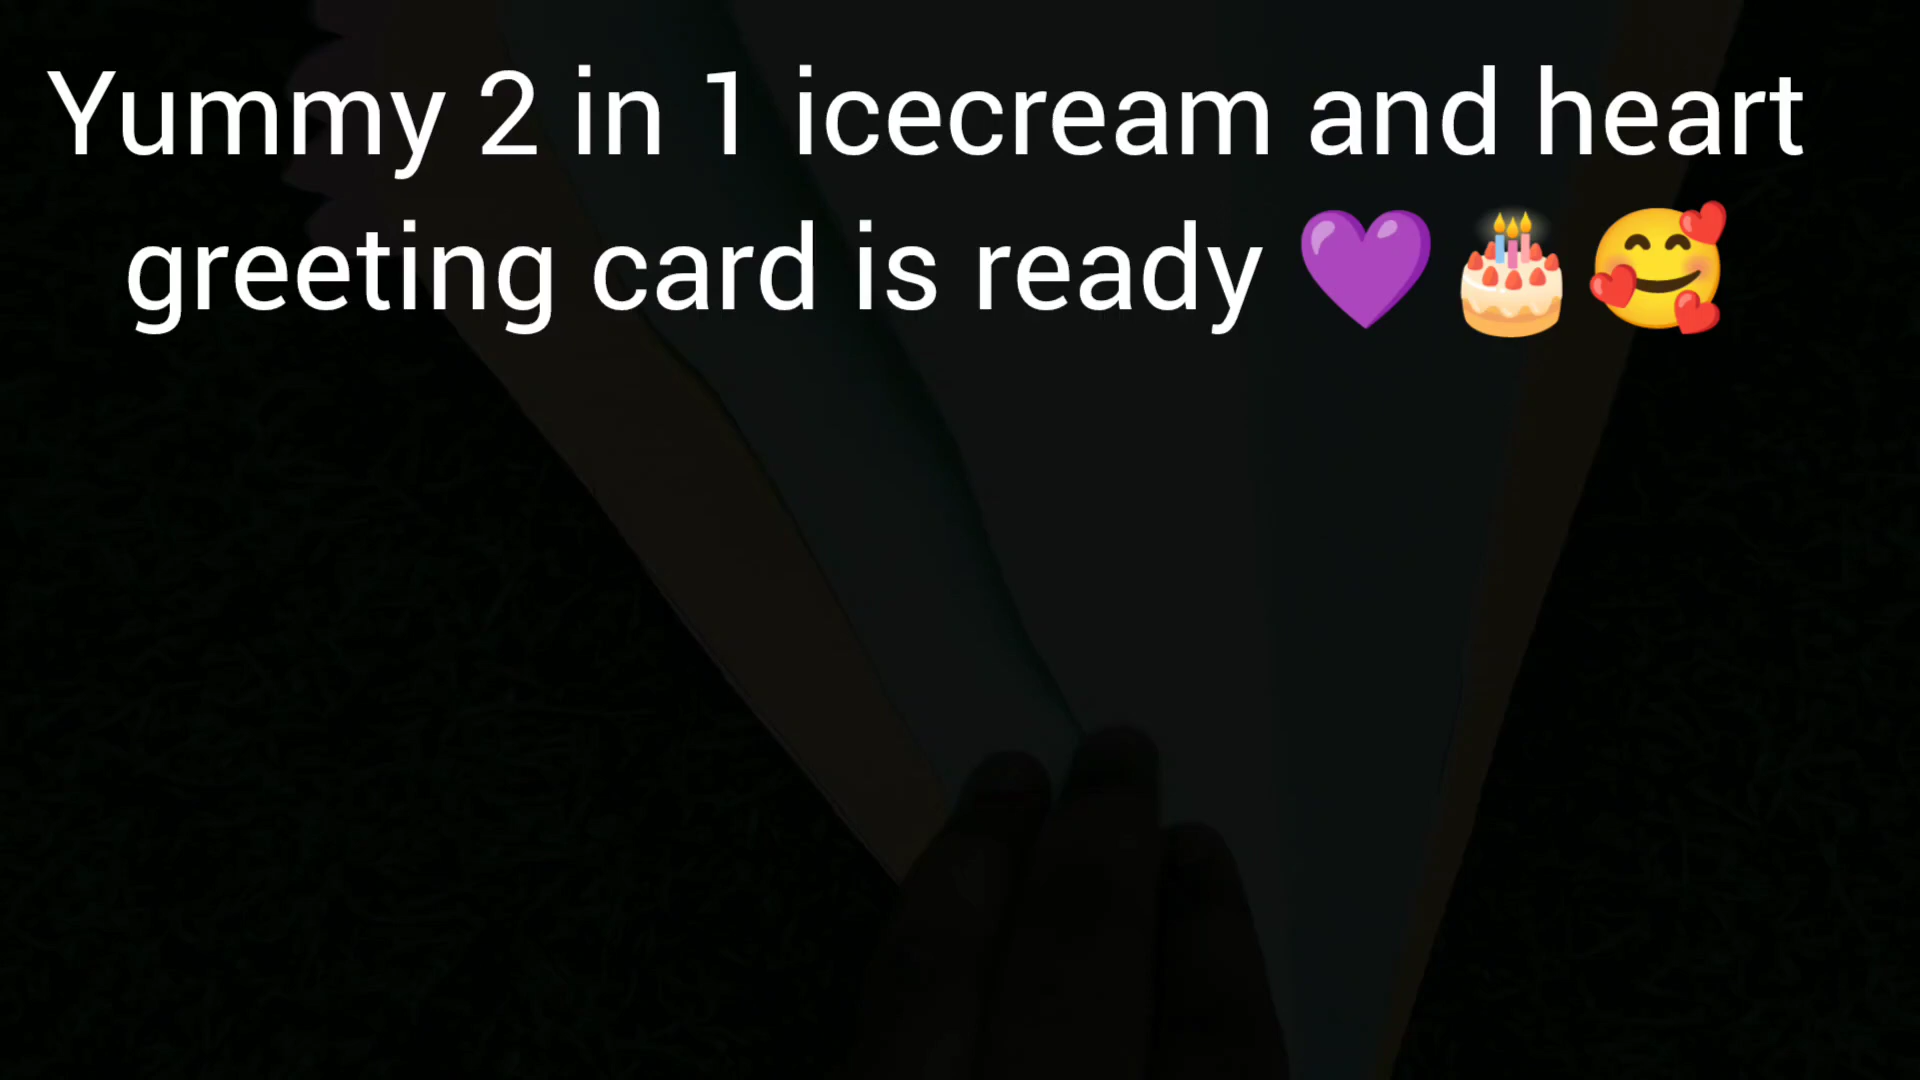 Yummy 2 in 1 icecream and heart
greeting card is ready 💜🎂🥰